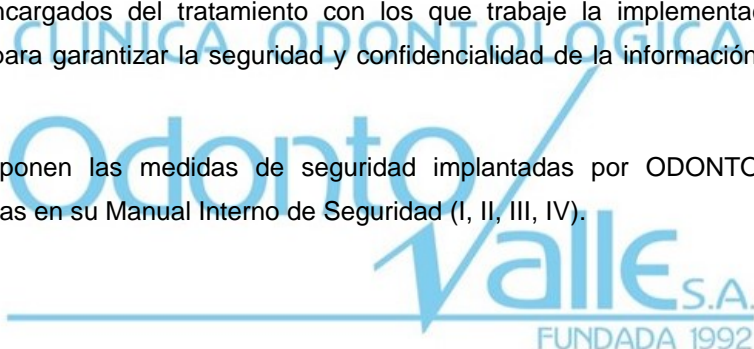 ncargados del tratamiento con los que trabaje la implementa
CLINICA ODONTOLOGICA
para garantizar la seguridad y confidencialidad de la información
Odonto
ponen las medidas de seguridad implantadas por ODONTO
as en su Manual Interno de Seguridad (I, II, III, IV).
Valle S.A.
FUNDADA 1992